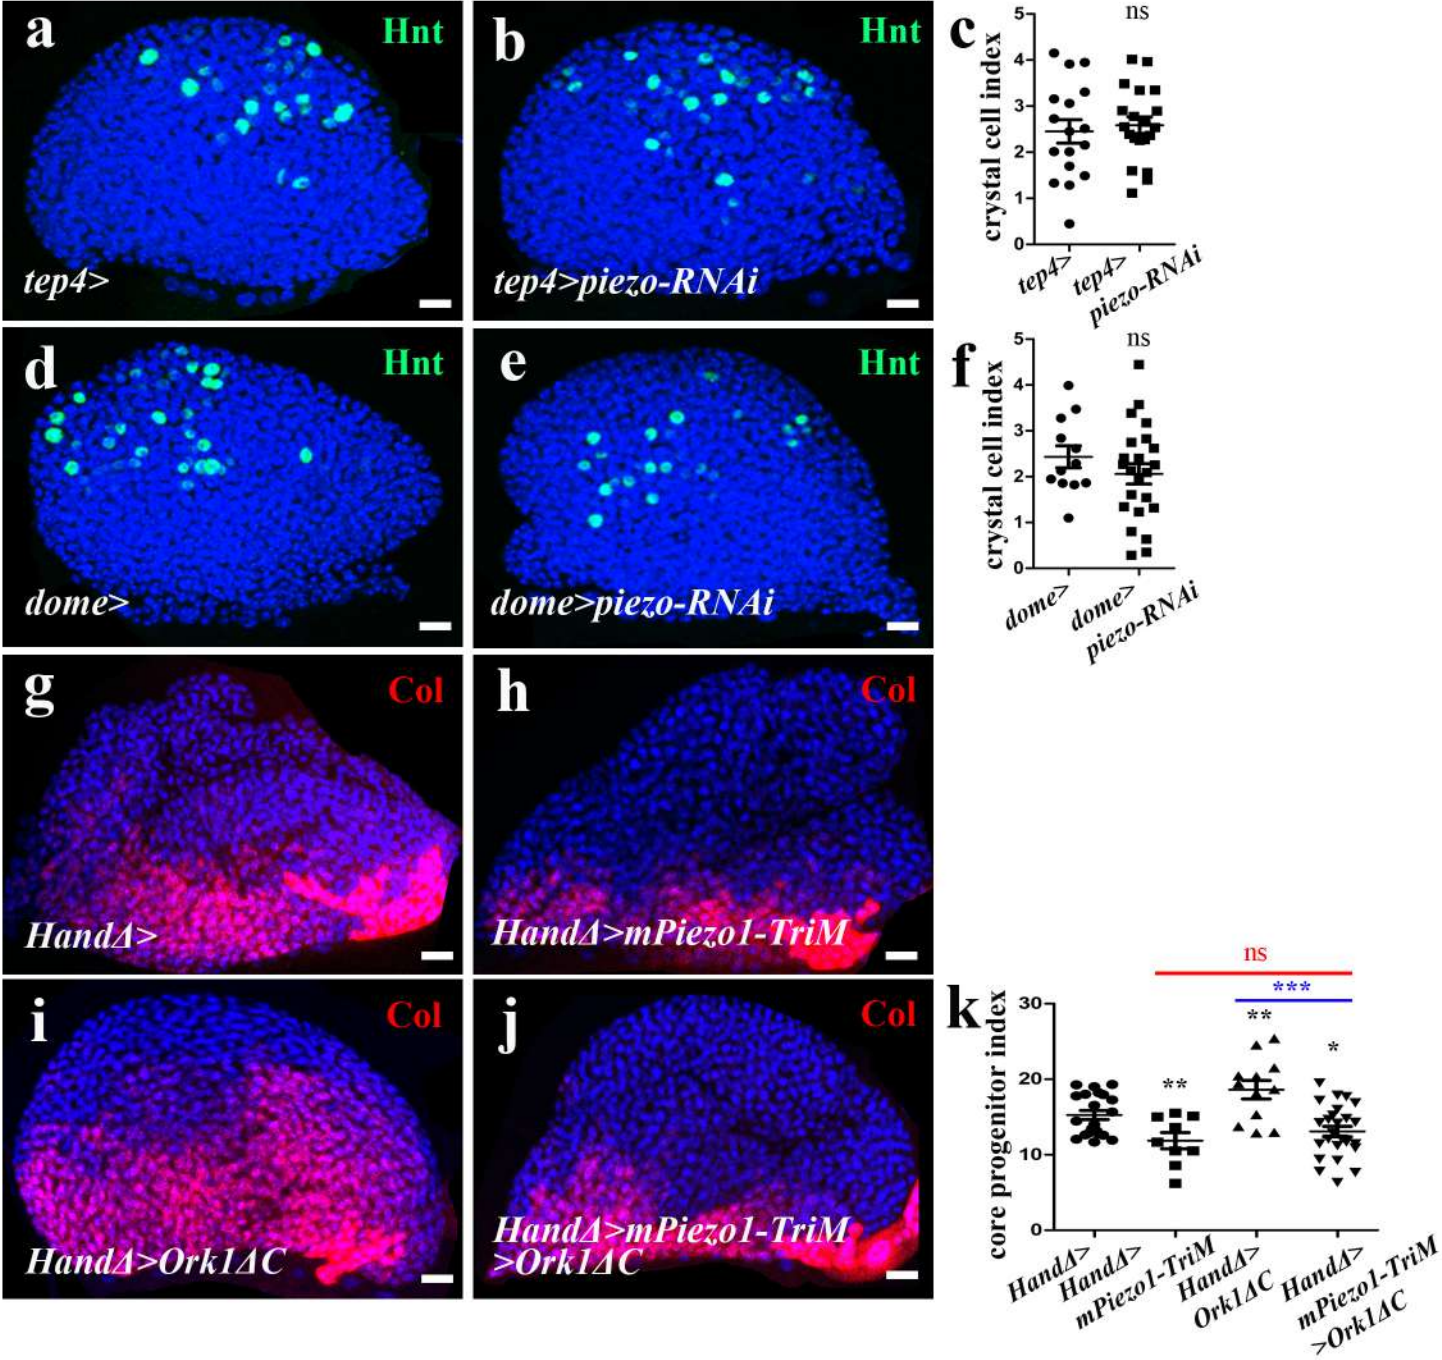 a
Hnt
tep4>
b
Hnt
tep4>piezo-RNAi
c
ns
crystal cell index
5
4
3
2
1
0
tep4>
tep4>
piezo-RNAi
d
Hnt
dome>
e
Hnt
dome>piezo-RNAi
f
ns
crystal cell index
5
4
3
2
1
0
dome>
dome>
piezo-RNAi
g
Col
HandΔ>
h
Col
HandΔ>mPiezo1-TriM
i
Col
HandΔ>Ork1ΔC
j
Col
HandΔ>mPiezo1-TriM
>Ork1ΔC
k
ns
***
**
**
*
core progenitor index
30
20
10
0
HandΔ>
HandΔ>
mPiezo1-TriM
HandΔ>
Ork1ΔC
HandΔ>
mPiezo1-TriM
>Ork1ΔC